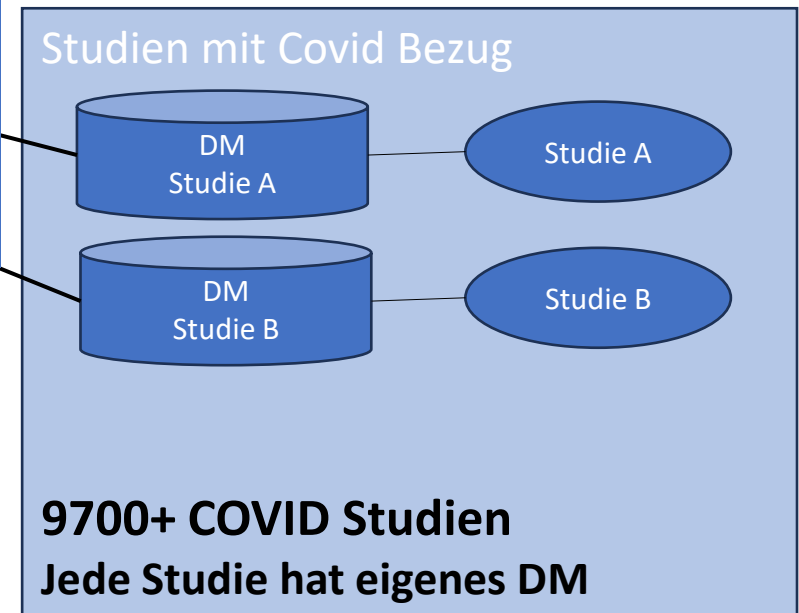 Studien mit Covid Bezug
DM
Studie A
Studie A
DM
Studie B
Studie B
9700+ COVID Studien
Jede Studie hat eigenes DM